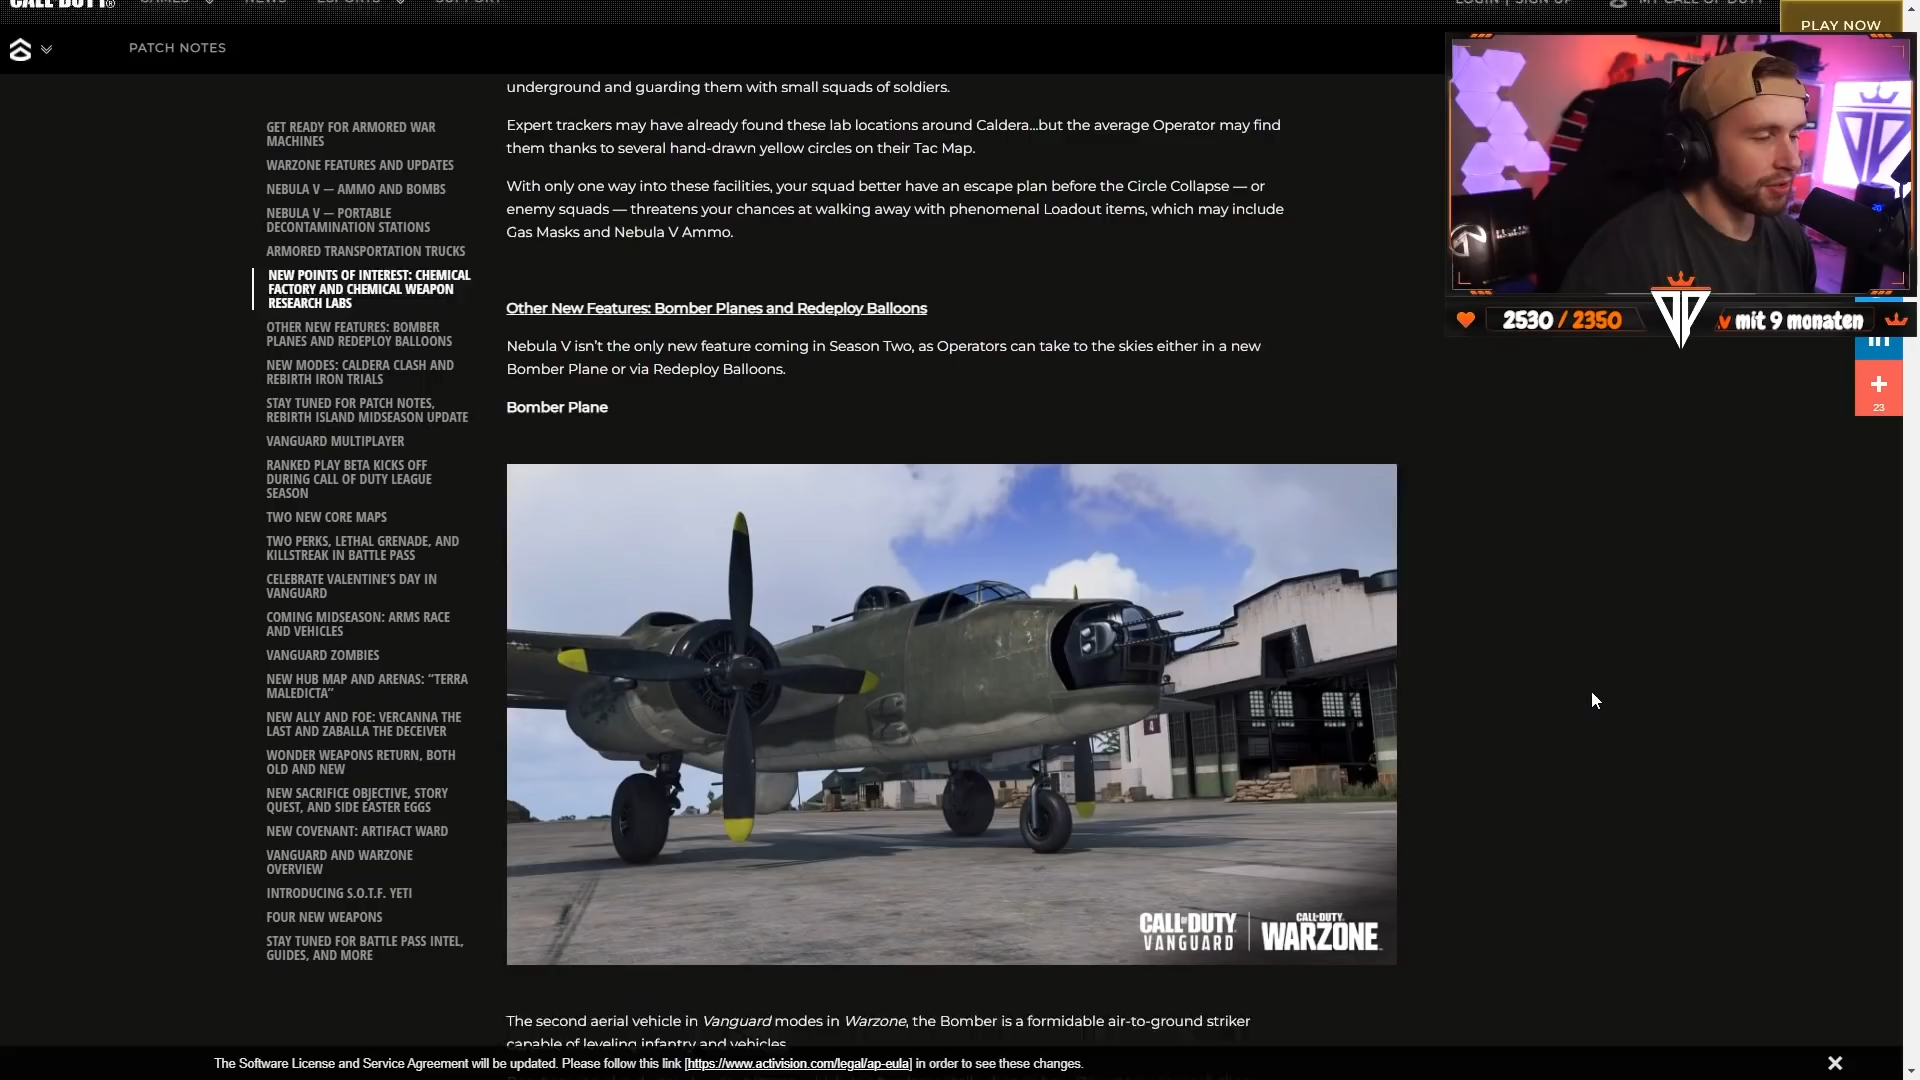 CALL OF DUTY®
GAMES
NEWS
ESPORTS
SUPPORT
LOGIN | SIGN UP
MY CALL OF DUTY
PLAY NOW
PATCH NOTES
GET READY FOR ARMORED WAR
MACHINES
WARZONE FEATURES AND UPDATES
NEBULA V — AMMO AND BOMBS
NEBULA V — PORTABLE
DECONTAMINATION STATIONS
ARMORED TRANSPORTATION TRUCKS
NEW POINTS OF INTEREST: CHEMICAL
FACTORY AND CHEMICAL WEAPON
RESEARCH LABS
OTHER NEW FEATURES: BOMBER
PLANES AND REDEPLOY BALLOONS
NEW MODES: CALDERA CLASH AND
REBIRTH IRON TRIALS
STAY TUNED FOR PATCH NOTES,
REBIRTH ISLAND MIDSEASON UPDATE
VANGUARD MULTIPLAYER
RANKED PLAY BETA KICKS OFF
DURING CALL OF DUTY LEAGUE
SEASON
TWO NEW CORE MAPS
TWO PERKS, LETHAL GRENADE, AND
KILLSTREAK IN BATTLE PASS
CELEBRATE VALENTINE’S DAY IN
VANGUARD
COMING MIDSEASON: ARMS RACE
AND VEHICLES
VANGUARD ZOMBIES
NEW HUB MAP AND ARENAS: “TERRA
MALEDICTA”
NEW ALLY AND FOE: VERCANNA THE
LAST AND ZABALLA THE DECEIVER
WONDER WEAPONS RETURN, BOTH
OLD AND NEW
NEW SACRIFICE OBJECTIVE, STORY
QUEST, AND SIDE EASTER EGGS
NEW COVENANT: ARTIFACT WARD
VANGUARD AND WARZONE
OVERVIEW
INTRODUCING S.O.T.F. YETI
FOUR NEW WEAPONS
STAY TUNED FOR BATTLE PASS INTEL,
GUIDES, AND MORE
underground and guarding them with small squads of soldiers.
Expert trackers may have already found these lab locations around Caldera...but the average Operator may find
them thanks to several hand-drawn yellow circles on their Tac Map.
With only one way into these facilities, your squad better have an escape plan before the Circle Collapse — or
enemy squads — threatens your chances at walking away with phenomenal Loadout items, which may include
Gas Masks and Nebula V Ammo.
Other New Features: Bomber Planes and Redeploy Balloons
Nebula V isn’t the only new feature coming in Season Two, as Operators can take to the skies either in a new
Bomber Plane or via Redeploy Balloons.
Bomber Plane
4
CALL OF DUTY VANGUARD | CALL OF DUTY WARZONE
The second aerial vehicle in Vanguard modes in Warzone, the Bomber is a formidable air-to-ground striker
capable of leveling infantry and vehicles.
2530 / 2350
mit 9 monaten
in
+
23
The Software License and Service Agreement will be updated. Please follow this link [https://www.activision.com/legal/ap-eula] in order to see these changes.